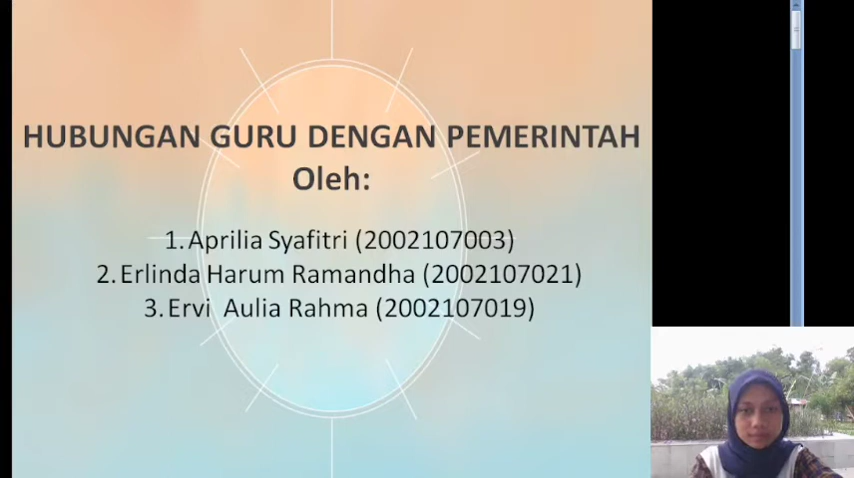 HUBUNGAN GURU DENGAN PEMERINTAH
Oleh:
1. Aprilia Syafitri (2002107003)
2. Erlinda Harum Ramandha (2002107021)
3. Ervi Aulia Rahma (2002107019)